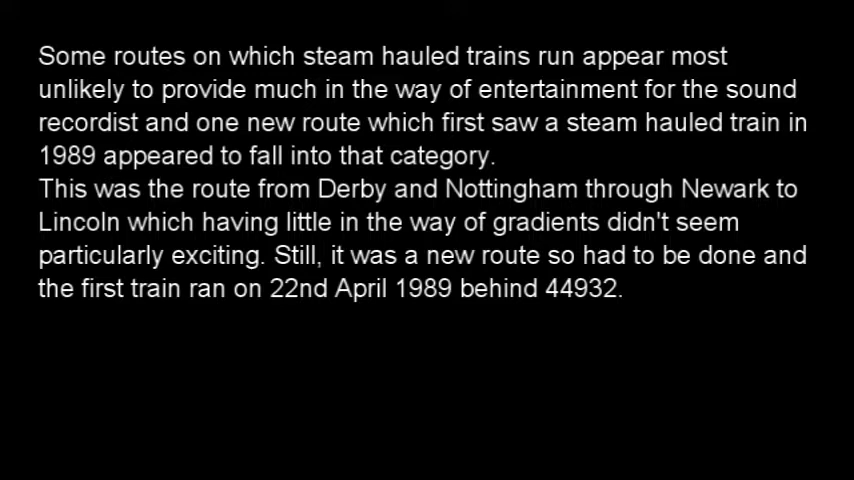 Some routes on which steam hauled trains run appear most
unlikely to provide much in the way of entertainment for the sound
recordist and one new route which first saw a steam hauled train in
1989 appeared to fall into that category.
This was the route from Derby and Nottingham through Newark to
Lincoln which having little in the way of gradients didn't seem
particularly exciting. Still, it was a new route so had to be done and
the first train ran on 22nd April 1989 behind 44932.